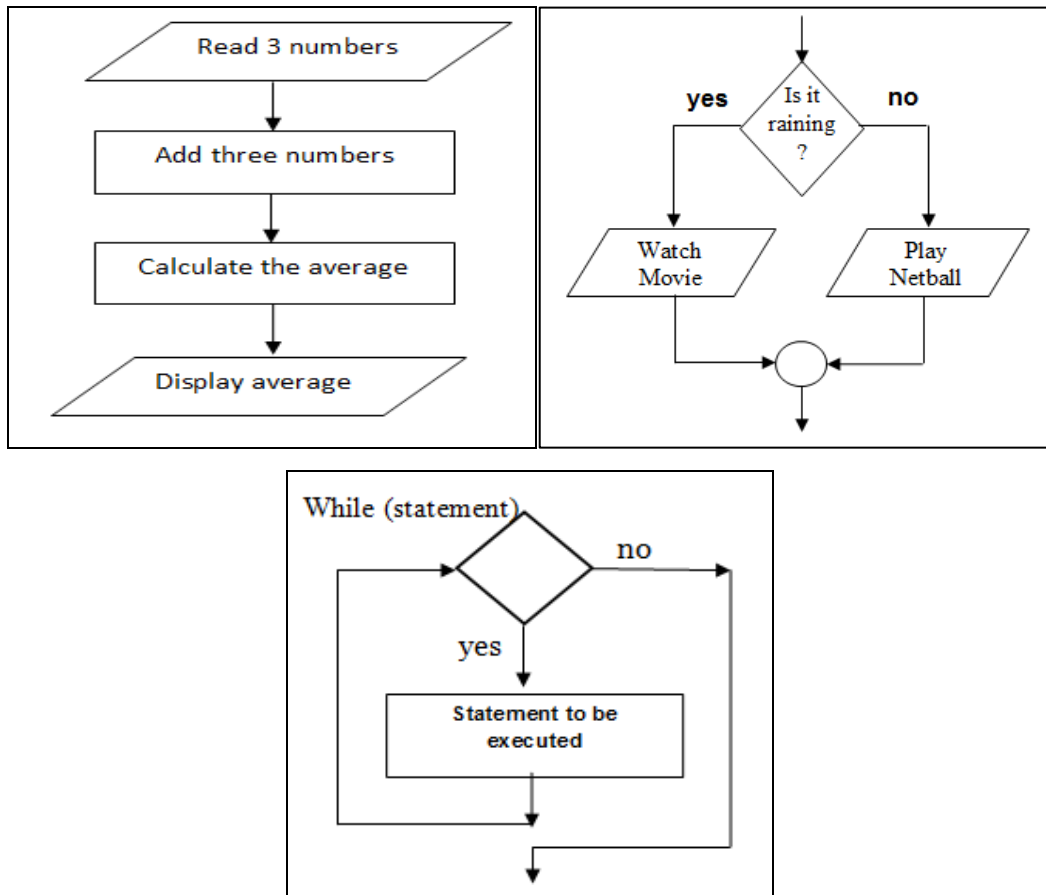 Read 3 numbers
Add three numbers
Calculate the average
Display average
Is it
raining
?
yes
no
Watch
Movie
Play
Netball
While (statement)
no
yes
Statement to be
executed